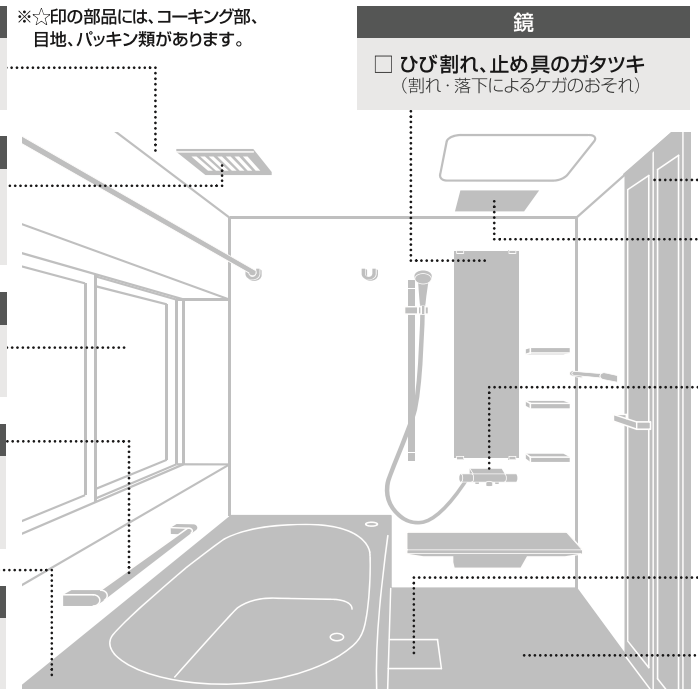 ※☆印の部品には、コーキング部、
目地、パッキン類があります。
鏡
□ ひび割れ、止め具のガタツキ
（割れ・落下によるケガのおそれ）